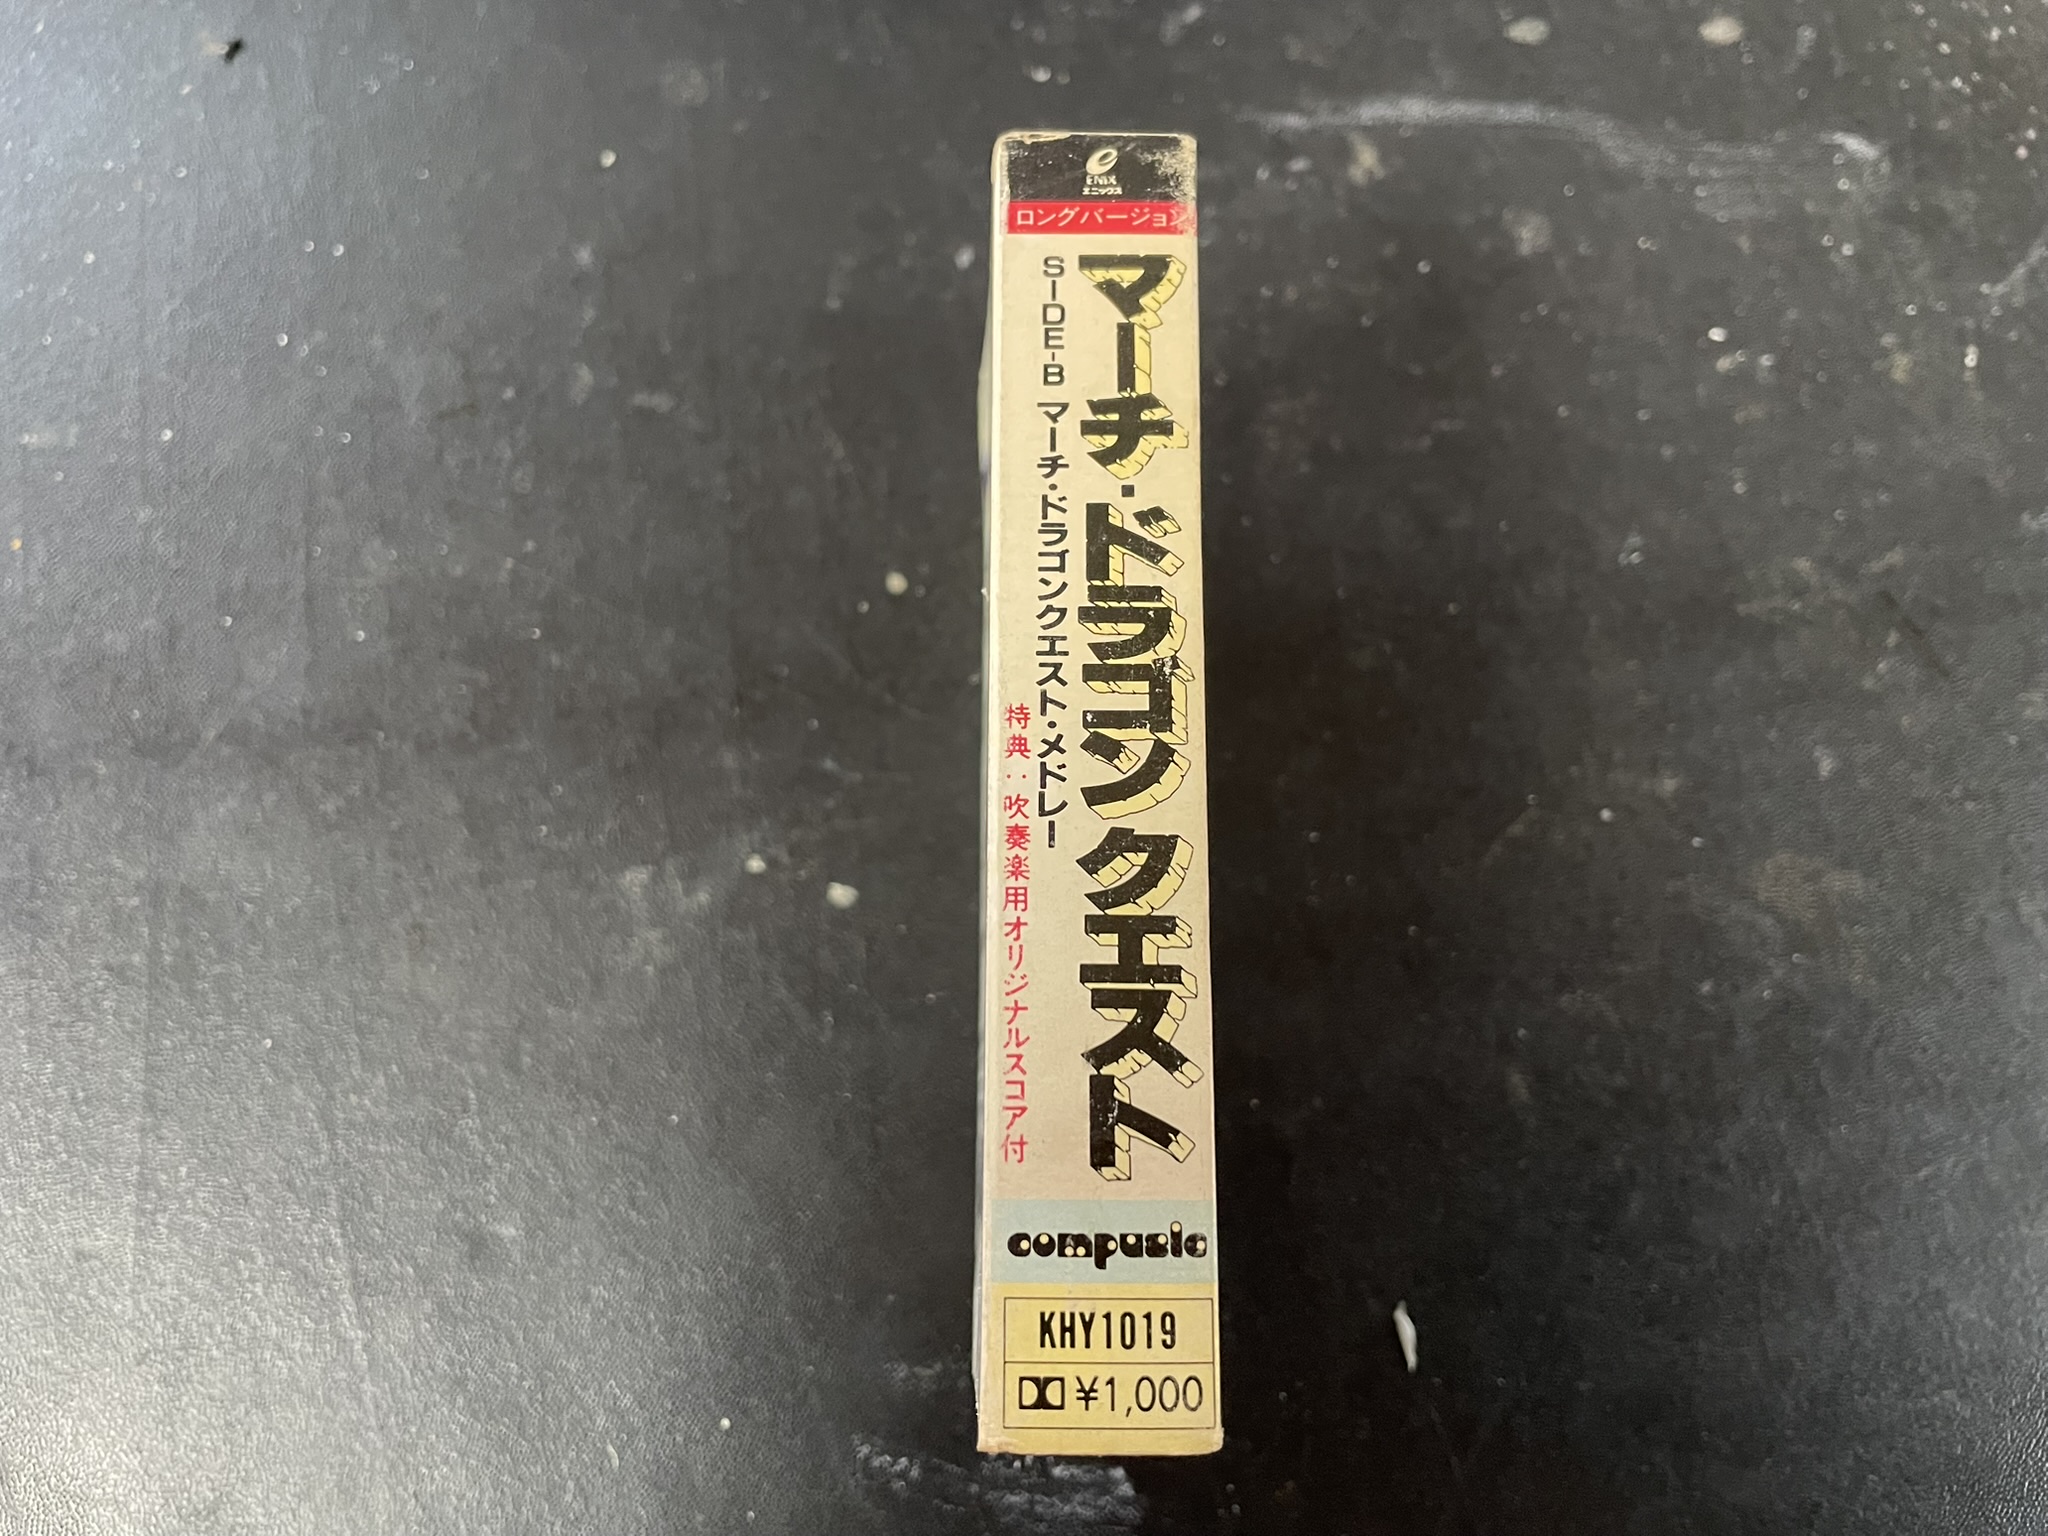 ENIX
エニックス
ロングバージョン
マーチ・ドラゴンクエスト
SIDE-B マーチ・ドラゴンクエスト・メドレー
特典:吹奏楽用オリジナルスコア付
compusic
KHY1019
¥1,000